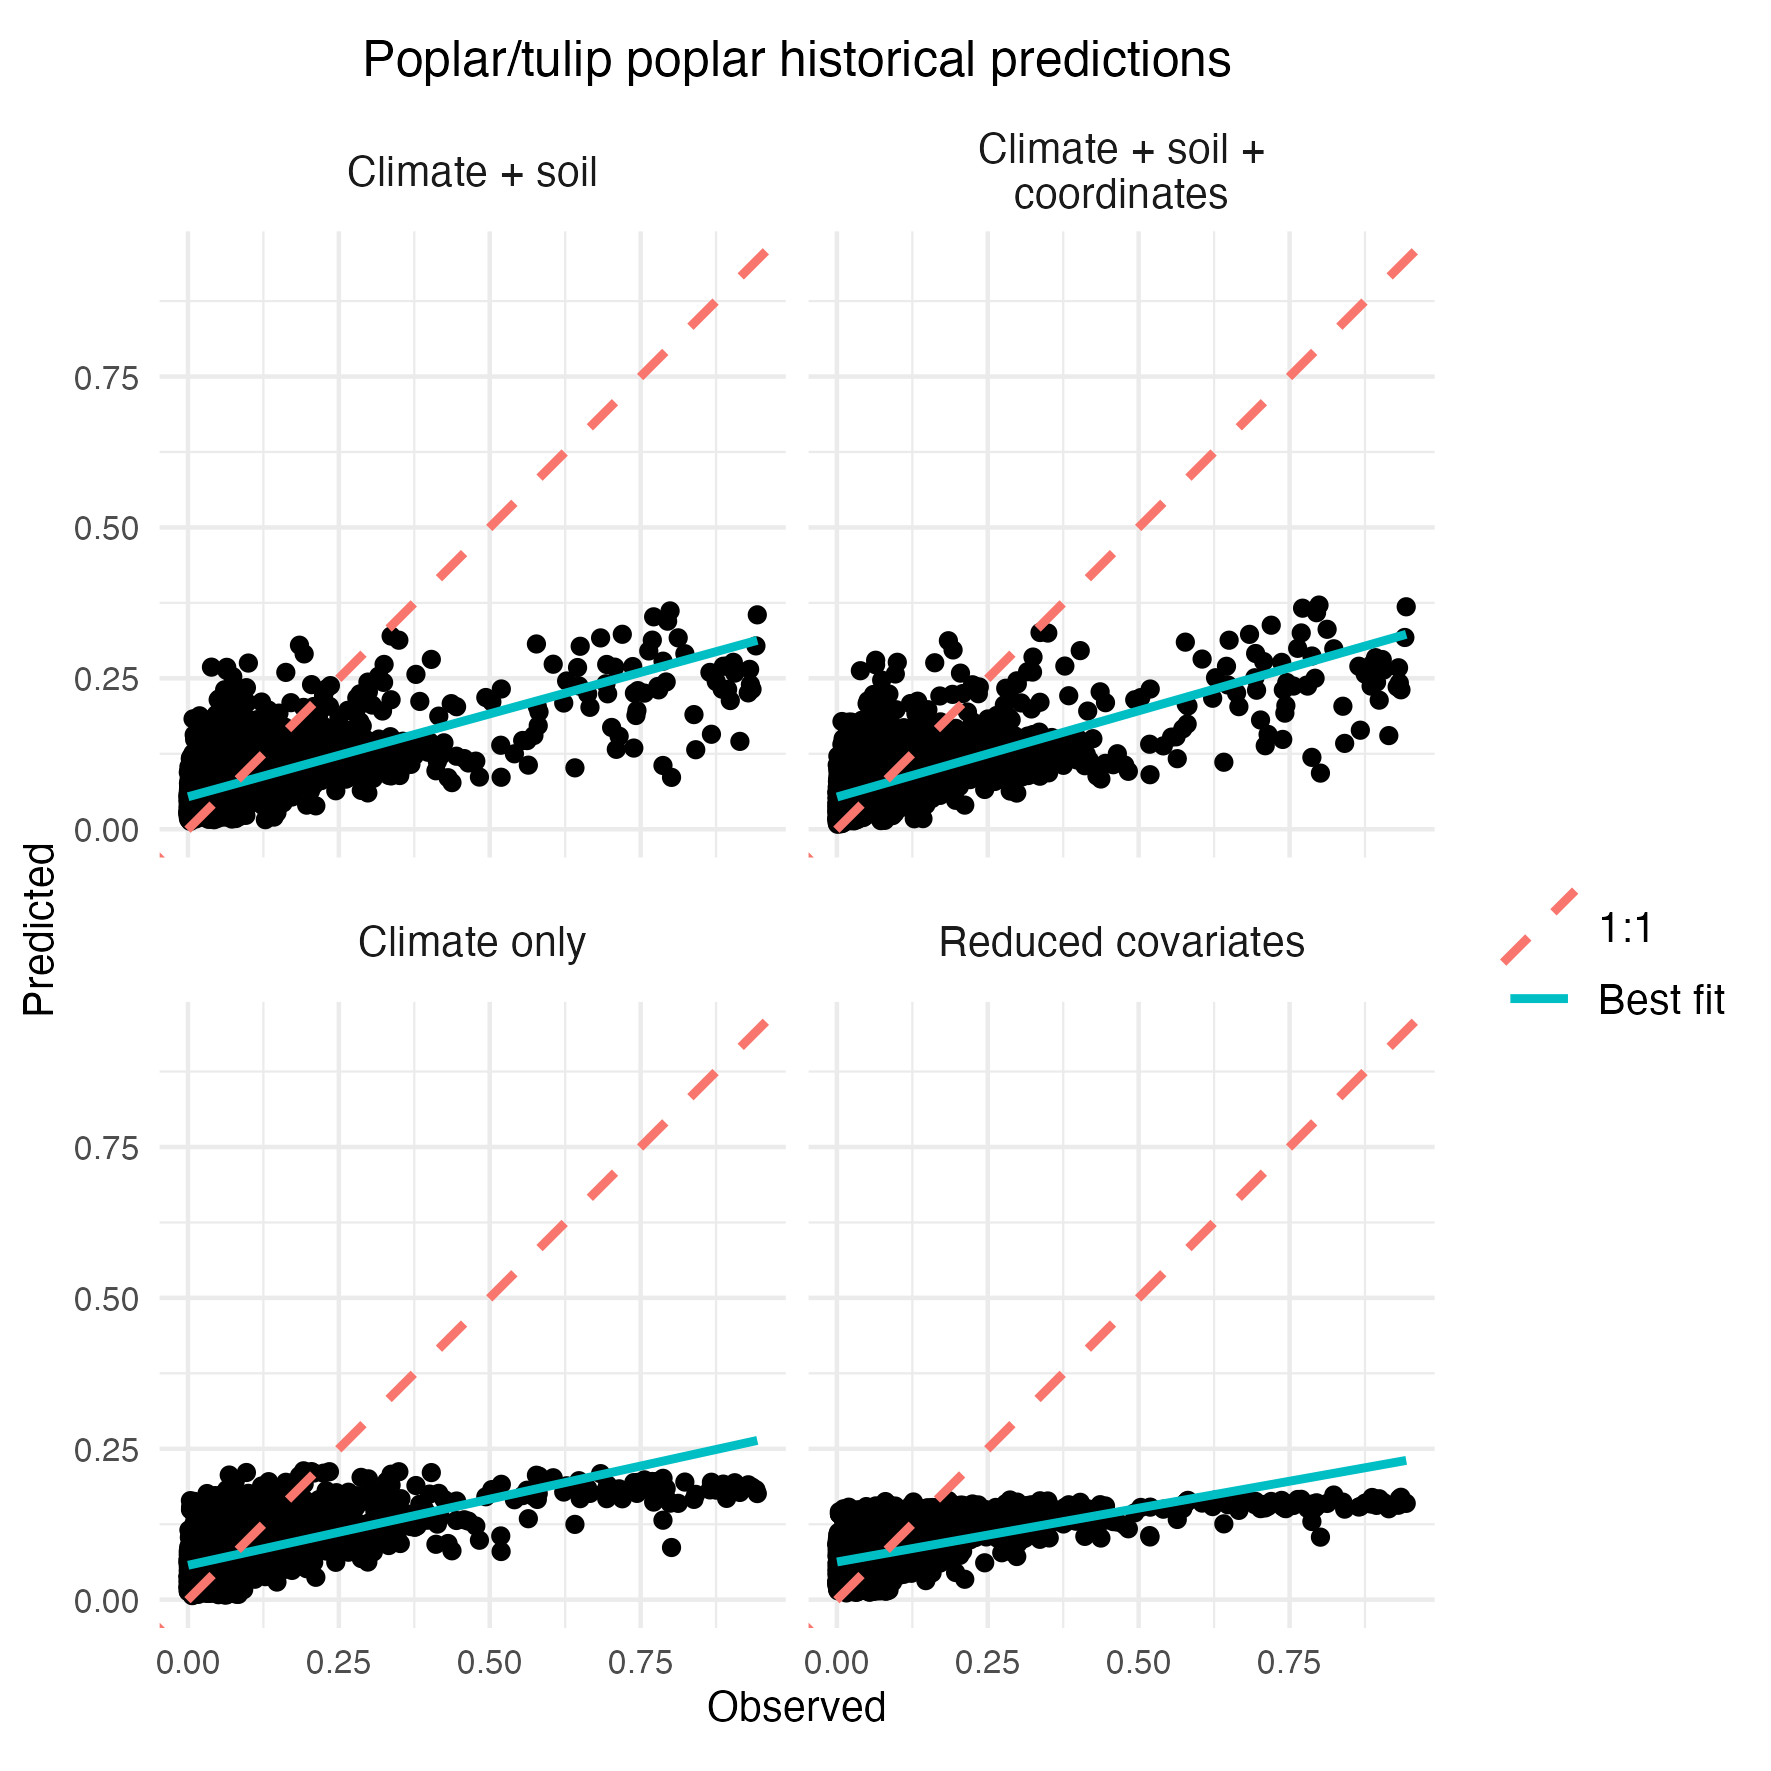 Poplar/tulip poplar historical predictions
Climate + soil
Climate + soil +
coordinates
0.75
0.50
0.25
0.00
Predicted
Climate only
Reduced covariates
1:1
Best fit
0.75
0.50
0.25
0.00
0.00 0.25 0.50 0.75 0.00 0.25 0.50 0.75
Observed